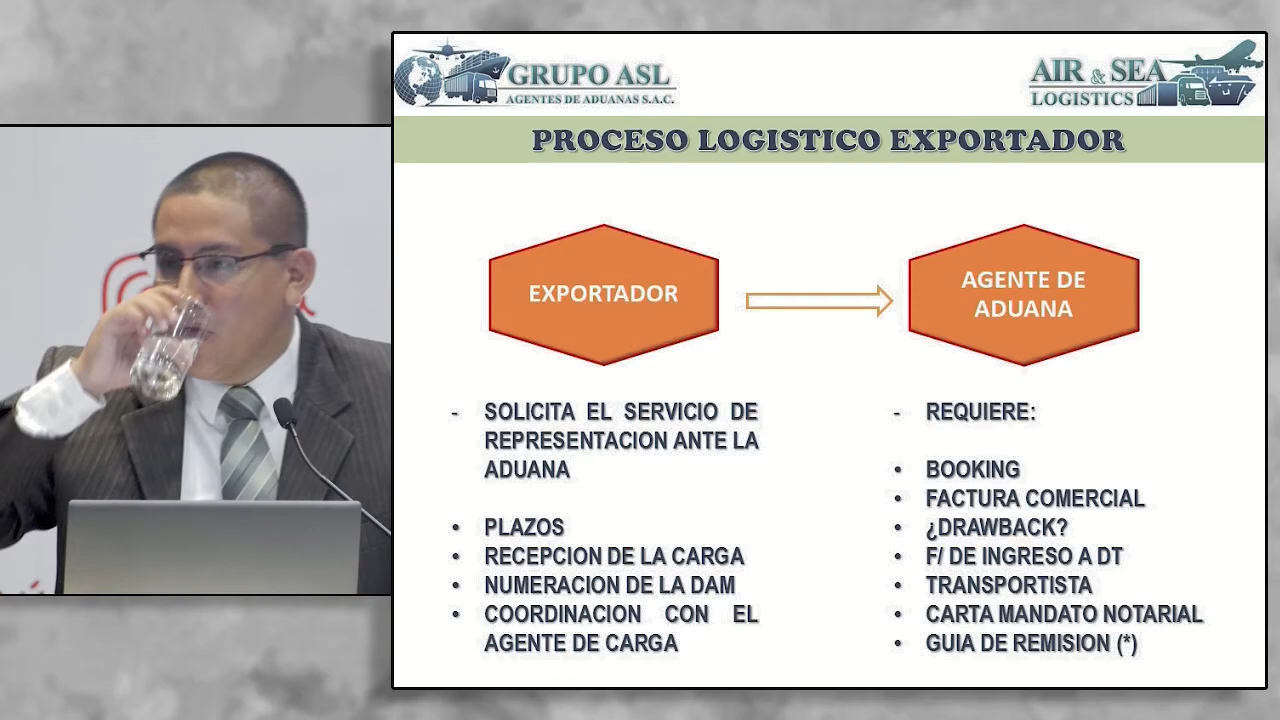 GRUPO ASL
AGENTES DE ADUANAS S.A.C.
AIR & SEA
LOGISTICS
PROCESO LOGISTICO EXPORTADOR
EXPORTADOR
AGENTE DE
ADUANA
- SOLICITA EL SERVICIO DE
REPRESENTACION ANTE LA
ADUANA
• PLAZOS
• RECEPCION DE LA CARGA
• NUMERACION DE LA DAM
• COORDINACION CON EL
AGENTE DE CARGA
- REQUIERE:
• BOOKING
• FACTURA COMERCIAL
• ¿DRAWBACK?
• F/ DE INGRESO A DT
• TRANSPORTISTA
• CARTA MANDATO NOTARIAL
• GUIA DE REMISION (*)